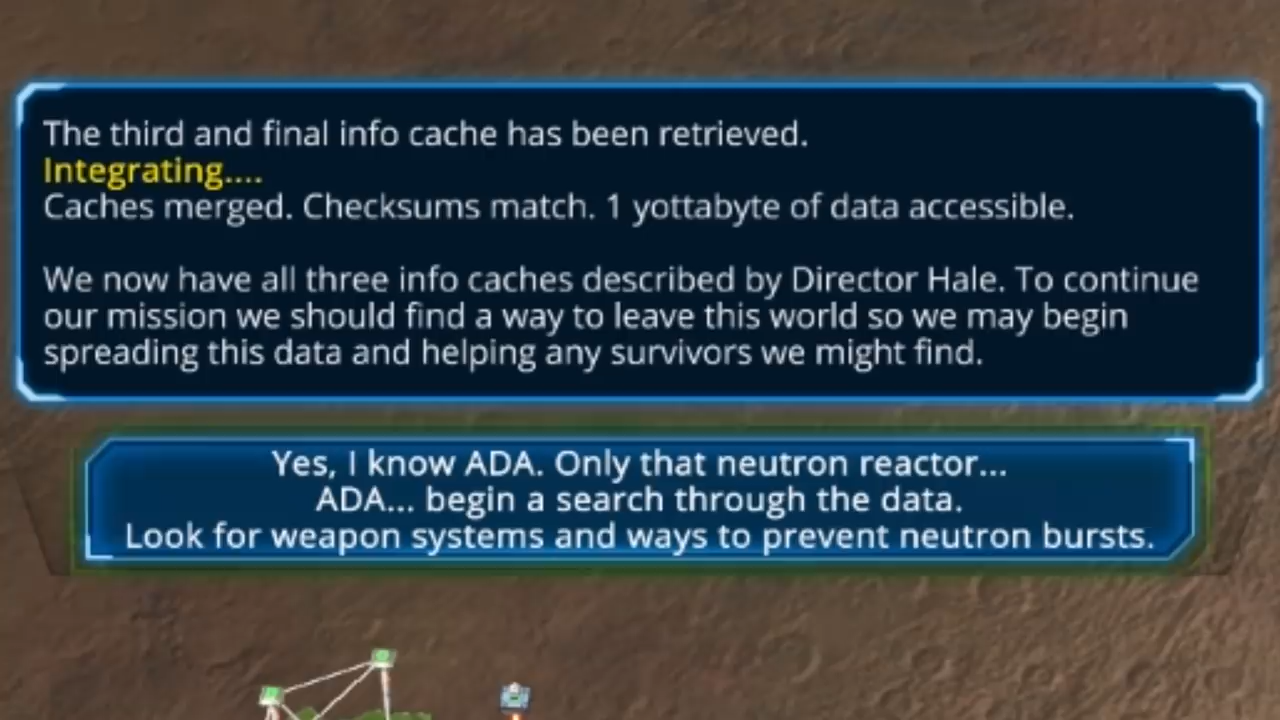 The third and final info cache has been retrieved.
Integrating....
Caches merged. Checksums match. 1 yottabyte of data accessible.
We now have all three info caches described by Director Hale. To continue
our mission we should find a way to leave this world so we may begin
spreading this data and helping any survivors we might find.
Yes, I know ADA. Only that neutron reactor...
ADA... begin a search through the data.
Look for weapon systems and ways to prevent neutron bursts.